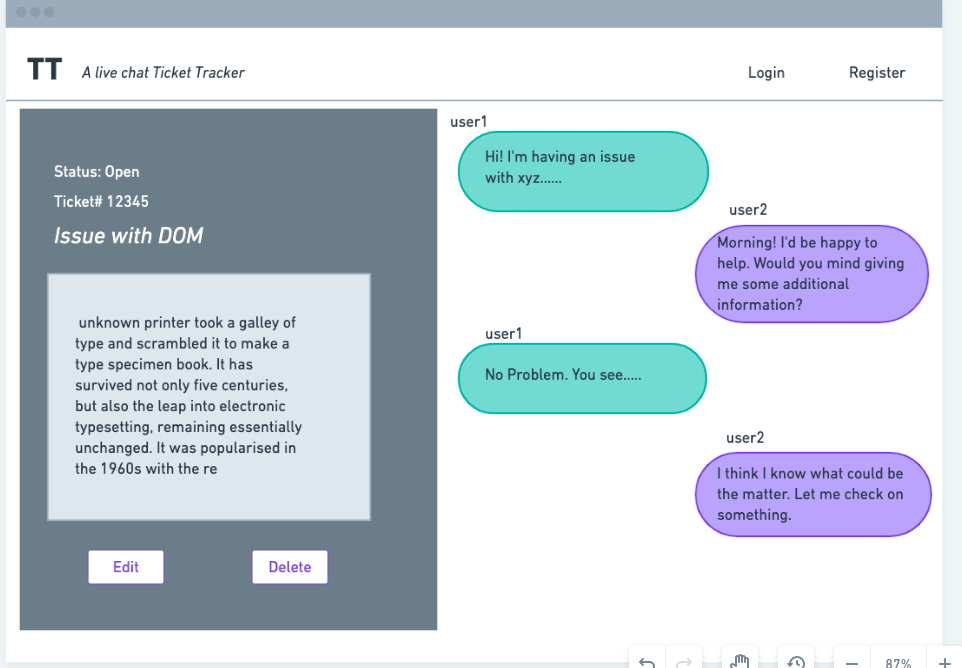 TT A live chat Ticket Tracker Login Register
Status: Open
Ticket# 12345
Issue with DOM
unknown printer took a galley of
type and scrambled it to make a
type specimen book. It has
survived not only five centuries,
but also the leap into electronic
typesetting, remaining essentially
unchanged. It was popularised in
the 1960s with the re
Edit Delete
user1
Hi! I'm having an issue
with xyz......
user2
Morning! I'd be happy to
help. Would you mind giving
me some additional
information?
user1
No Problem. You see.....
user2
I think I know what could be
the matter. Let me check on
something.
87%